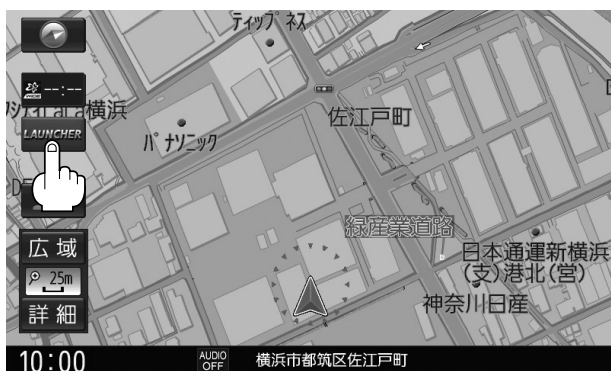 ティップネス
--:--
横浜
LAUNCHER
佐江戸町
パナソニック
緑産業道路
広域
25m
詳細
日本通運新横浜
(支)港北(営)
神奈川日産
10:00
AUDIO
OFF
横浜市都筑区佐江戸町